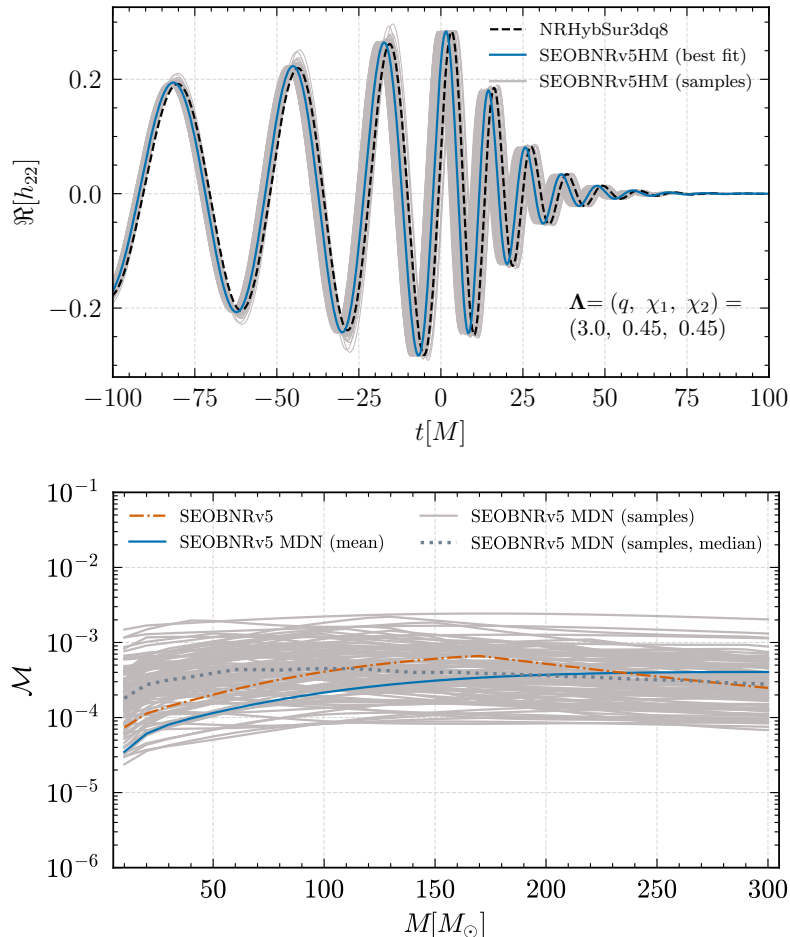 NRHybSur3dq8
SEOBNRv5HM (best fit)
SEOBNRv5HM (samples)
0.2
0.0
−0.2
ℜ[h₂₂]
Λ= (q, χ₁, χ₂) =
(3.0, 0.45, 0.45)
−100 −75 −50 −25 0 25 50 75 100
t[M]
10⁻¹
10⁻²
10⁻³
10⁻⁴
10⁻⁵
10⁻⁶
ℳ
SEOBNRv5
SEOBNRv5 MDN (mean)
SEOBNRv5 MDN (samples)
SEOBNRv5 MDN (samples, median)
50 100 150 200 250 300
M[M⊙]